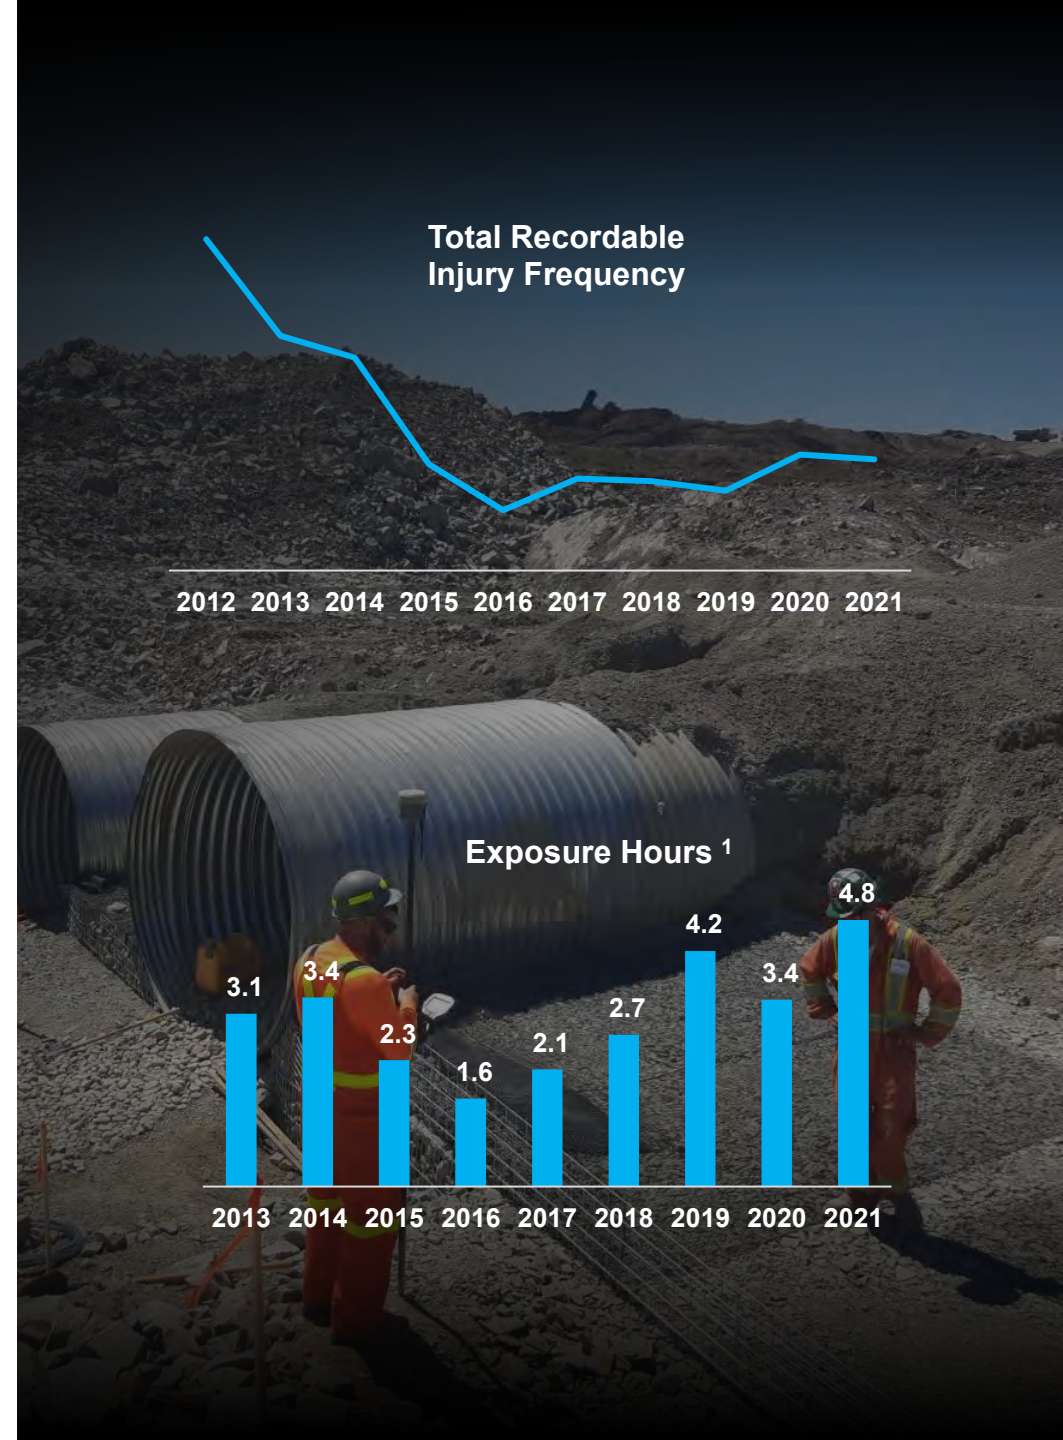 Total Recordable
Injury Frequency
2012 2013 2014 2015 2016 2017 2018 2019 2020 2021
Exposure Hours ¹
3.1 3.4 2.3 1.6 2.1 2.7 4.2 3.4 4.8
2013 2014 2015 2016 2017 2018 2019 2020 2021